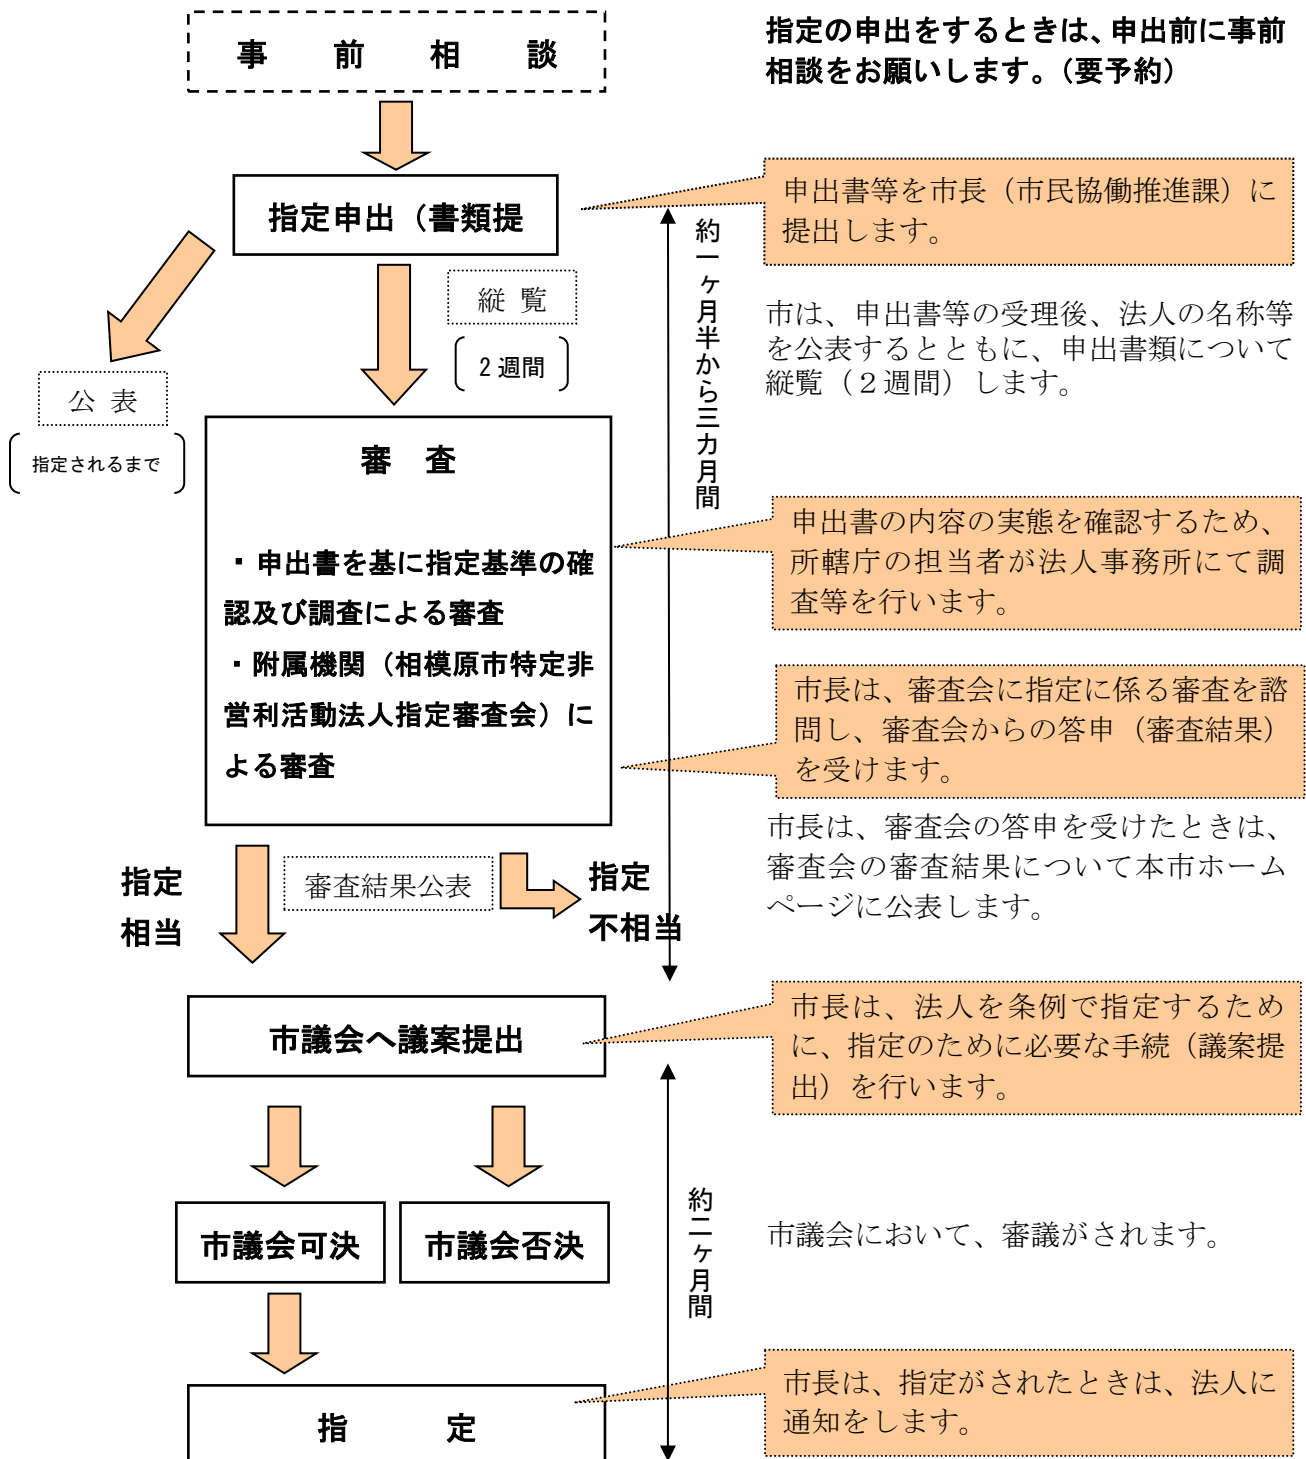 事　前　相　談
指定の申出をするときは、申出前に事前
相談をお願いします。（要予約）
指定申出（書類提
申出書等を市長（市民協働推進課）に
提出します。
縦 覧
２週間
公 表
指定されるまで
約一ヶ月半から三カ月間
市は、申出書等の受理後、法人の名称等
を公表するとともに、申出書類について
縦覧（２週間）します。
審　査
・申出書を基に指定基準の確
認及び調査による審査
・附属機関（相模原市特定非
営利活動法人指定審査会）に
よる審査
申出書の内容の実態を確認するため、
所轄庁の担当者が法人事務所にて調
査等を行います。
市長は、審査会に指定に係る審査を諮
問し、審査会からの答申（審査結果）
を受けます。
市長は、審査会の答申を受けたときは、
審査会の審査結果について本市ホーム
ページに公表します。
指定
相当
審査結果公表
指定
不相当
市議会へ議案提出
市長は、法人を条例で指定するため
に、指定のために必要な手続（議案提
出）を行います。
市議会可決
市議会否決
約二ヶ月間
市議会において、審議がされます。
指　定
市長は、指定がされたときは、法人に
通知をします。